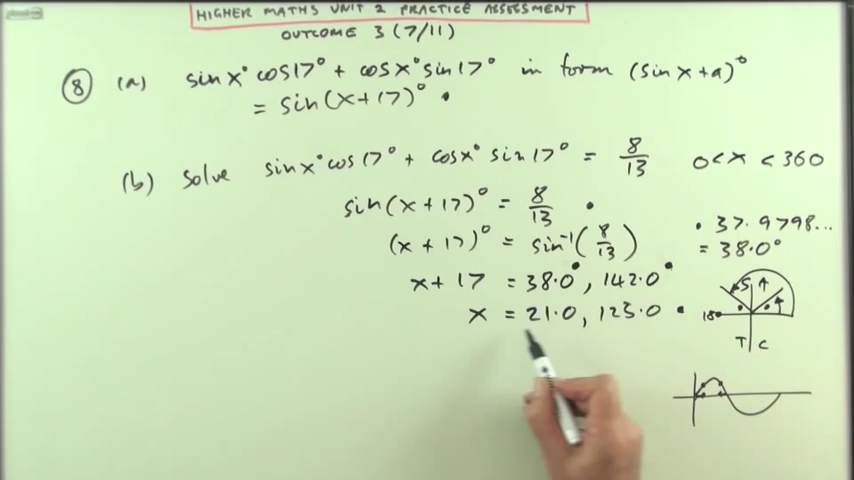 HIGHER MATHS UNIT 2 PRACTICE ASSESSMENT
OUTCOME 3 (7/11)
8 (a) sin x° cos 17° + cos x° sin 17° in form (sin x + a)°
= sin (x + 17)° •
(b) Solve sin x° cos 17° + cos x° sin 17° = 8/13 0 < x < 360
sin (x + 17)° = 8/13 •
(x + 17)° = sin⁻¹ (8/13)
• 37.9798...
= 38.0°
x + 17 = 38.0°, 142.0°
x = 21.0, 125.0 •
S A
180
T C